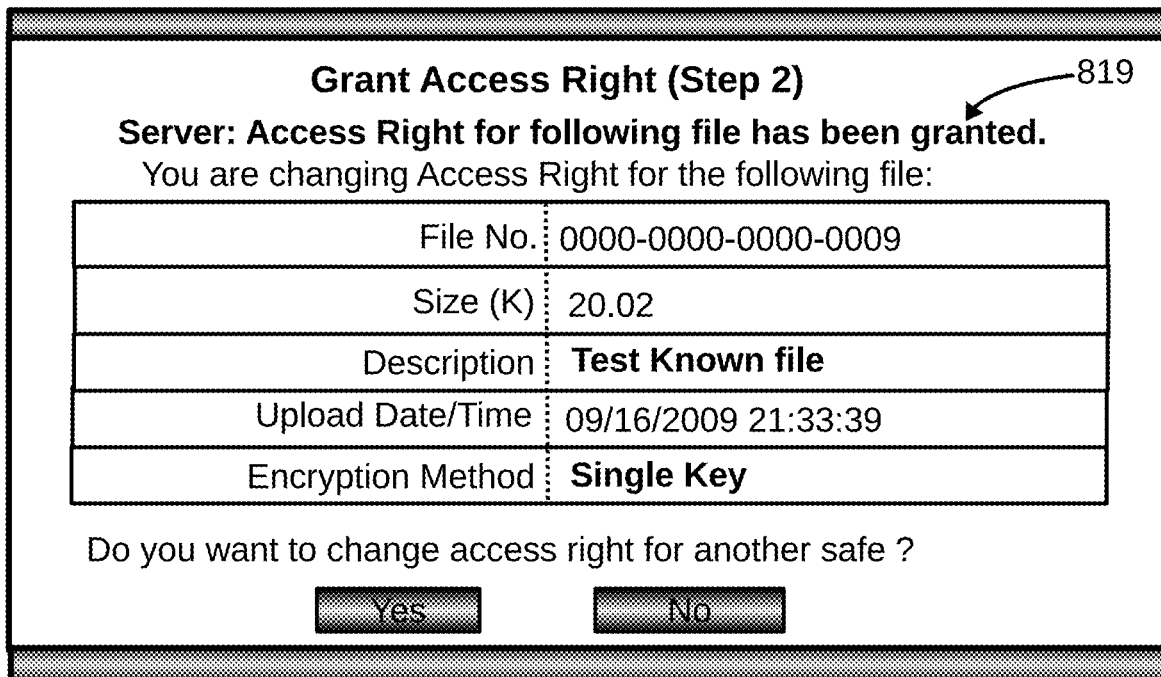 Grant Access Right (Step 2)
819
Server: Access Right for following file has been granted.
You are changing Access Right for the following file:
File No. 0000-0000-0000-0009
Size (K) 20.02
Description Test Known file
Upload Date/Time 09/16/2009 21:33:39
Encryption Method Single Key
Do you want to change access right for another safe ?
Yes No